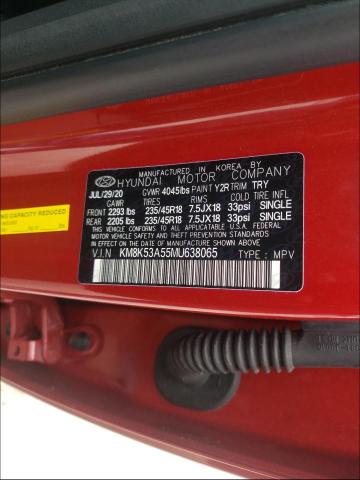 MANUFACTURED IN KOREA BY
HYUNDAI MOTOR COMPANY
JUL/29/20 GVWR 4045lbs PAINT Y2R TRIM TRY
GAWR TIRES RIMS COLD TIRE INFL
FRONT 2293 lbs 235/45R18 7.5JX18 33psi SINGLE
REAR 2205 lbs 235/45R18 7.5JX18 33psi SINGLE
THIS VEHICLE CONFORMS TO ALL APPLICABLE U.S. FEDERAL
MOTOR VEHICLE SAFETY, BUMPER, AND THEFT PREVENTION
STANDARDS IN EFFECT ON THE DATE OF MANUFACTURE SHOWN ABOVE.
V.I.N KM8K53A55MU638065 TYPE : MPV
REDUCED